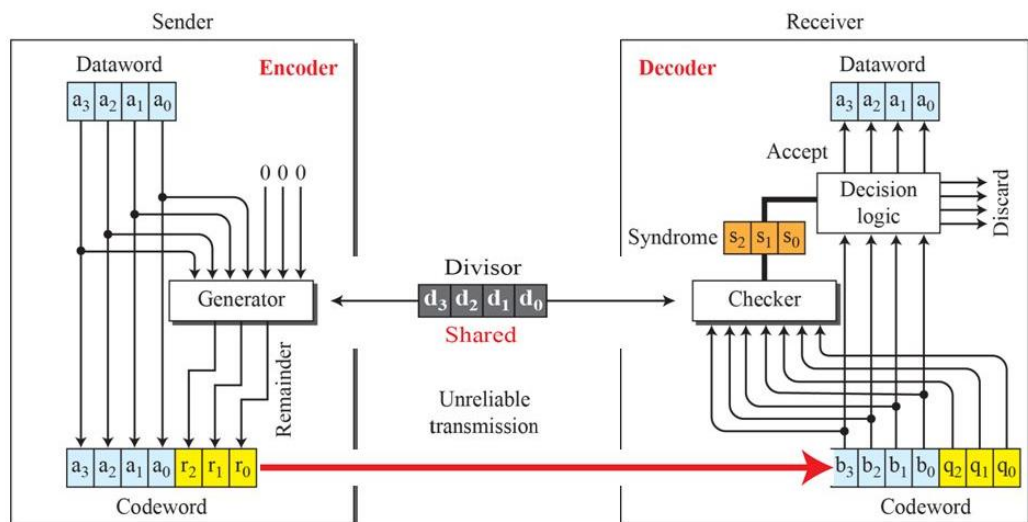 Sender
Receiver
Dataword
Encoder
a3 a2 a1 a0
0 0 0
Generator
Remainder
a3 a2 a1 a0 r2 r1 r0
Codeword
Divisor
d3 d2 d1 d0
Shared
Unreliable
transmission
Decoder
Dataword
a3 a2 a1 a0
Accept
Decision
logic
Discard
Syndrome
s2 s1 s0
Checker
b3 b2 b1 b0 q2 q1 q0
Codeword